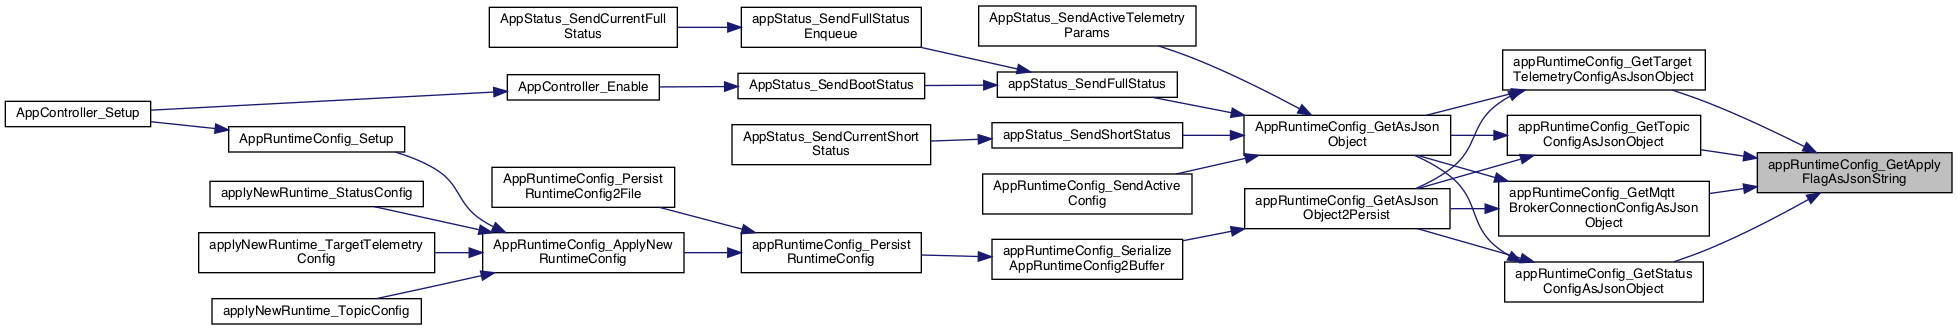 AppController_Setup
AppStatus_SendCurrentFull
Status
AppController_Enable
AppRuntimeConfig_Setup
applyNewRuntime_StatusConfig
applyNewRuntime_TargetTelemetry
Config
applyNewRuntime_TopicConfig
AppRuntimeConfig_Persist
RuntimeConfig2File
AppRuntimeConfig_ApplyNew
RuntimeConfig
appStatus_SendFullStatus
Enqueue
AppStatus_SendBootStatus
AppStatus_SendCurrentShort
Status
appRuntimeConfig_Persist
RuntimeConfig
AppStatus_SendActiveTelemetry
Params
appStatus_SendFullStatus
appStatus_SendShortStatus
AppRuntimeConfig_SendActive
Config
appRuntimeConfig_Serialize
AppRuntimeConfig2Buffer
AppRuntimeConfig_GetAsJson
Object
appRuntimeConfig_GetAsJson
Object2Persist
appRuntimeConfig_GetTarget
TelemetryConfigAsJsonObject
appRuntimeConfig_GetTopic
ConfigAsJsonObject
appRuntimeConfig_GetMqtt
BrokerConnectionConfigAsJson
Object
appRuntimeConfig_GetStatus
ConfigAsJsonObject
appRuntimeConfig_GetApply
FlagAsJsonString